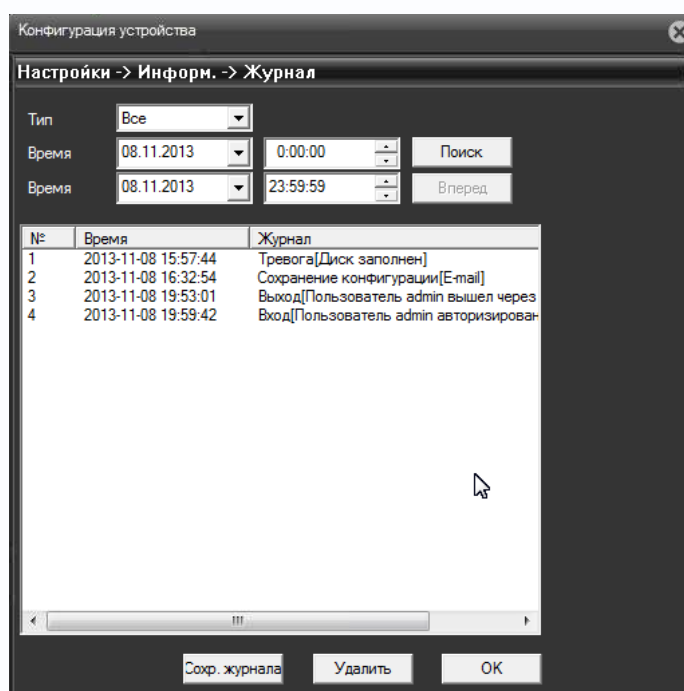 Конфигурация устройства
Настройки -> Информ. -> Журнал
Тип Все
Время 08.11.2013 0:00:00 Поиск
Время 08.11.2013 23:59:59 Вперед
№ Время Журнал
1 2013-11-08 15:57:44 Тревога[Диск заполнен]
2 2013-11-08 16:32:54 Сохранение конфигурации[E-mail]
3 2013-11-08 19:53:01 Выход[Пользователь admin вышел через
4 2013-11-08 19:59:42 Вход[Пользователь admin авторизирован
Сохр. журнала Удалить OK